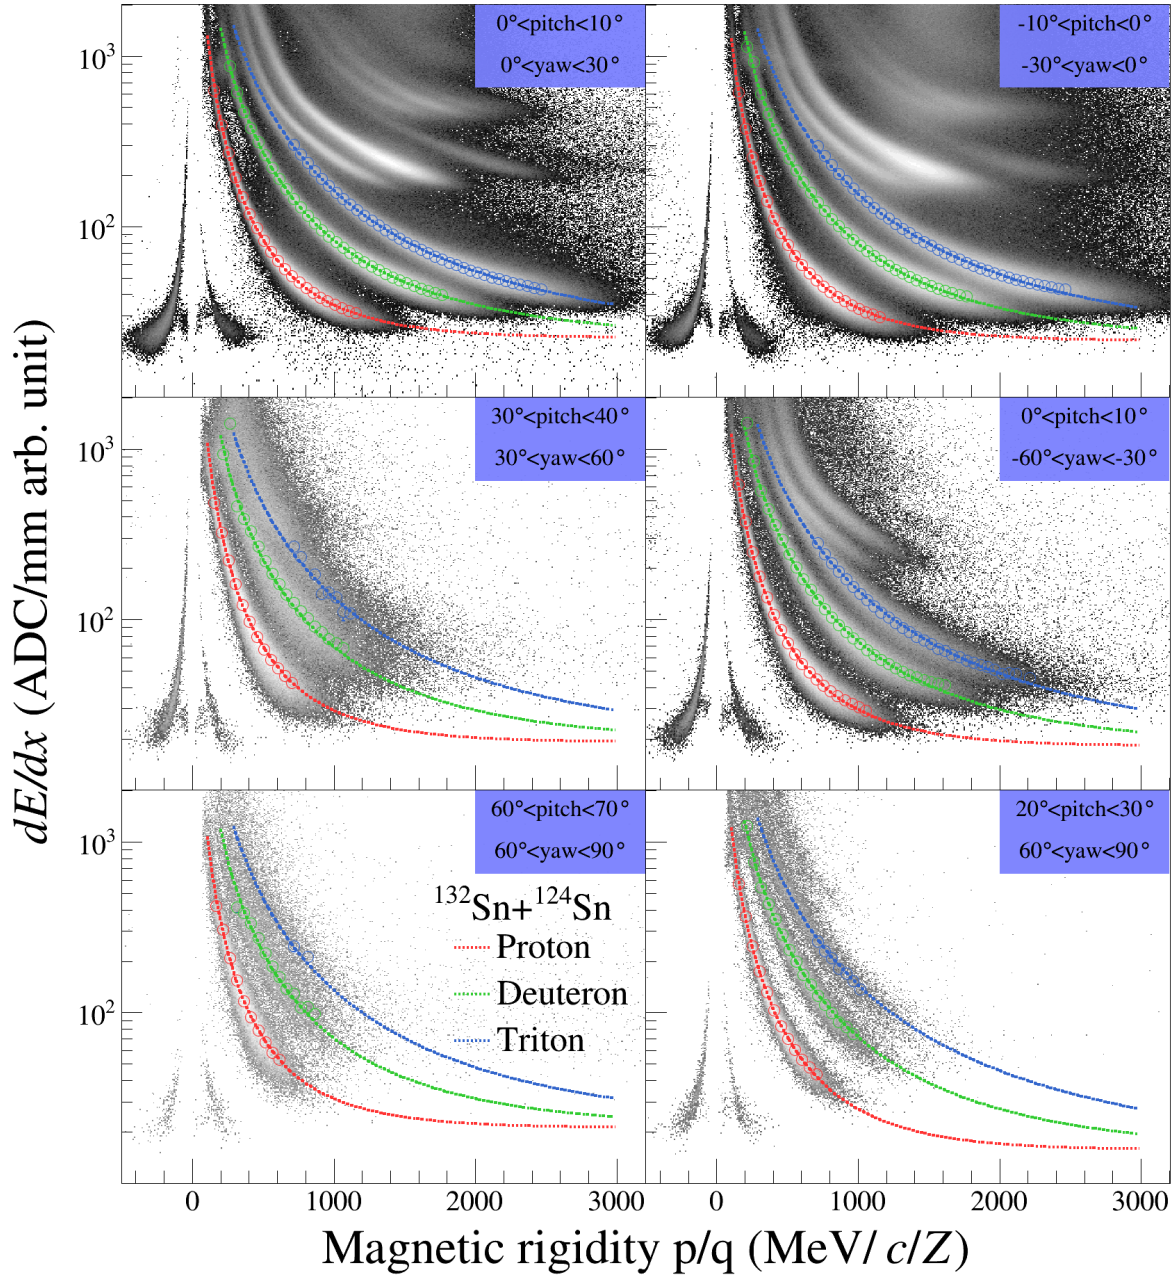 0°<pitch<10°
0°<yaw<30°
-10°<pitch<0°
-30°<yaw<0°
10³
10²
30°<pitch<40°
30°<yaw<60°
0°<pitch<10°
-60°<yaw<-30°
10³
10²
60°<pitch<70°
60°<yaw<90°
20°<pitch<30°
60°<yaw<90°
10³
10²
¹³²Sn+¹²⁴Sn
Proton
Deuteron
Triton
0 1000 2000 3000
0 1000 2000 3000
dE/dx (ADC/mm arb. unit)
Magnetic rigidity p/q (MeV/ c/Z)